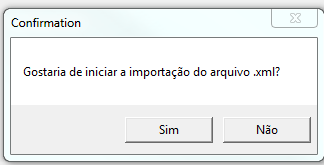 Confirmation
Gostaria de iniciar a importação do arquivo .xml?
Sim
Não